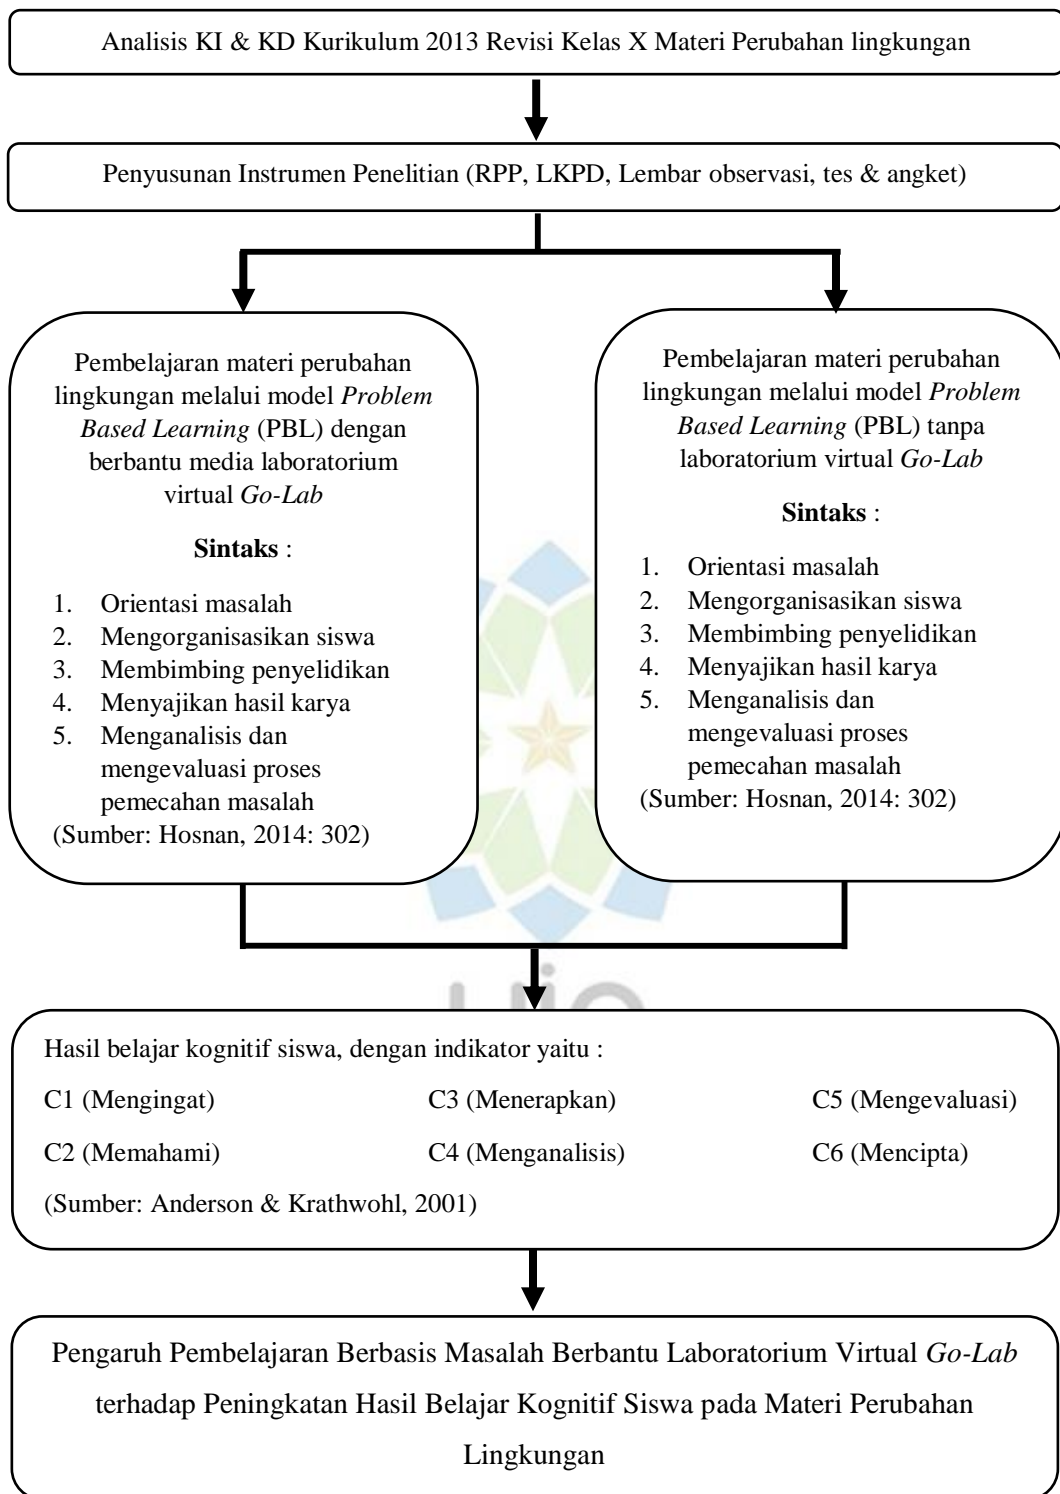 Analisis KI & KD Kurikulum 2013 Revisi Kelas X Materi Perubahan lingkungan
Penyusunan Instrumen Penelitian (RPP, LKPD, Lembar observasi, tes & angket)
Pembelajaran materi perubahan
lingkungan melalui model Problem
Based Learning (PBL) dengan
berbantu media laboratorium
virtual Go-Lab
Sintaks :
1. Orientasi masalah
2. Mengorganisasikan siswa
3. Membimbing penyelidikan
4. Menyajikan hasil karya
5. Menganalisis dan
mengevaluasi proses
pemecahan masalah
(Sumber: Hosnan, 2014: 302)
Pembelajaran materi perubahan
lingkungan melalui model Problem
Based Learning (PBL) tanpa
laboratorium virtual Go-Lab
Sintaks :
1. Orientasi masalah
2. Mengorganisasikan siswa
3. Membimbing penyelidikan
4. Menyajikan hasil karya
5. Menganalisis dan
mengevaluasi proses
pemecahan masalah
(Sumber: Hosnan, 2014: 302)
Hasil belajar kognitif siswa, dengan indikator yaitu :
C1 (Mengingat) C3 (Menerapkan) C5 (Mengevaluasi)
C2 (Memahami) C4 (Menganalisis) C6 (Mencipta)
(Sumber: Anderson & Krathwohl, 2001)
Pengaruh Pembelajaran Berbasis Masalah Berbantu Laboratorium Virtual Go-Lab
terhadap Peningkatan Hasil Belajar Kognitif Siswa pada Materi Perubahan
Lingkungan